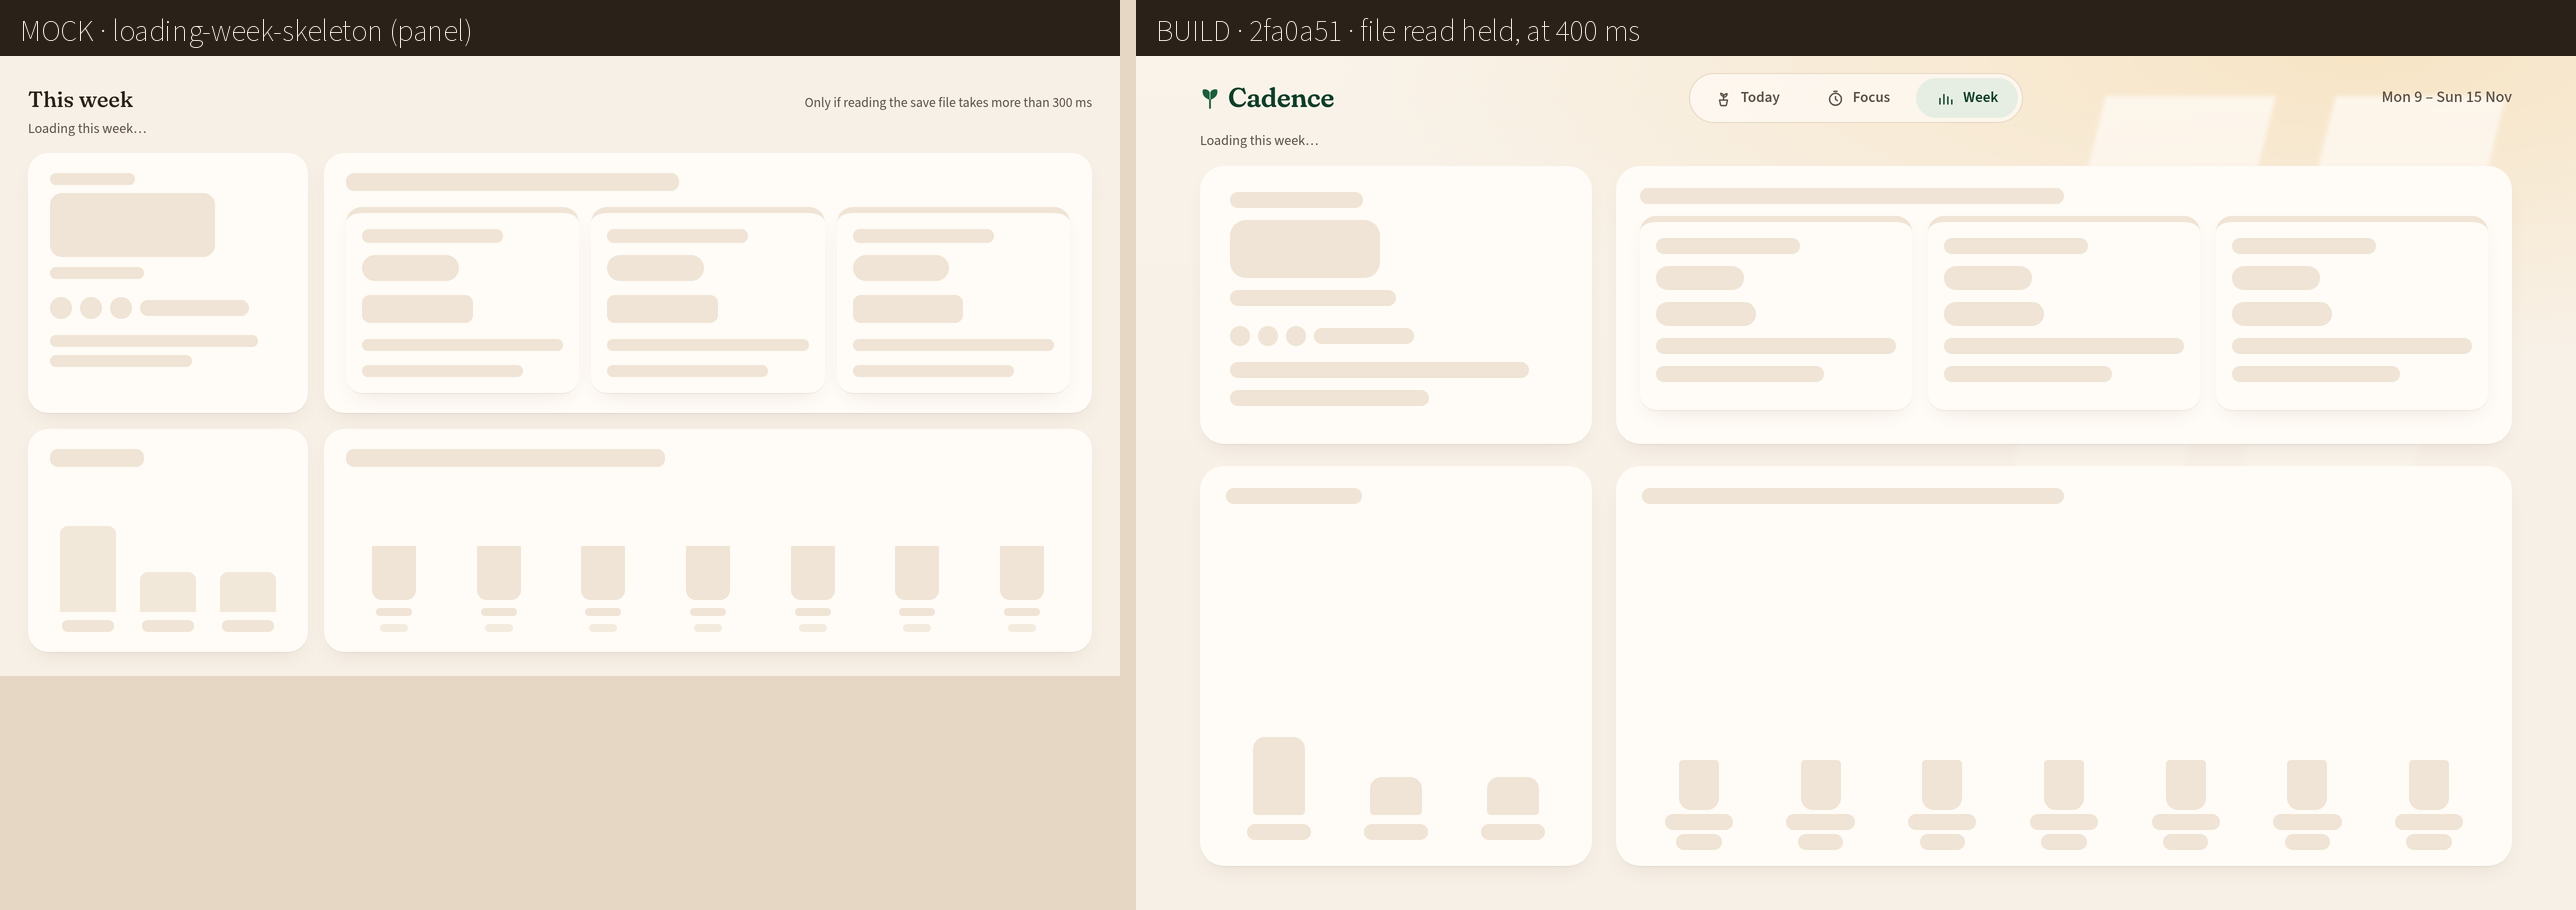 MOCK · loading-week-skeleton (panel)
This week
Only if reading the save file takes more than 300 ms
Loading this week…
BUILD · 2fa0a51 · file read held, at 400 ms
Cadence
Today
Focus
Week
Mon 9 – Sun 15 Nov
Loading this week…